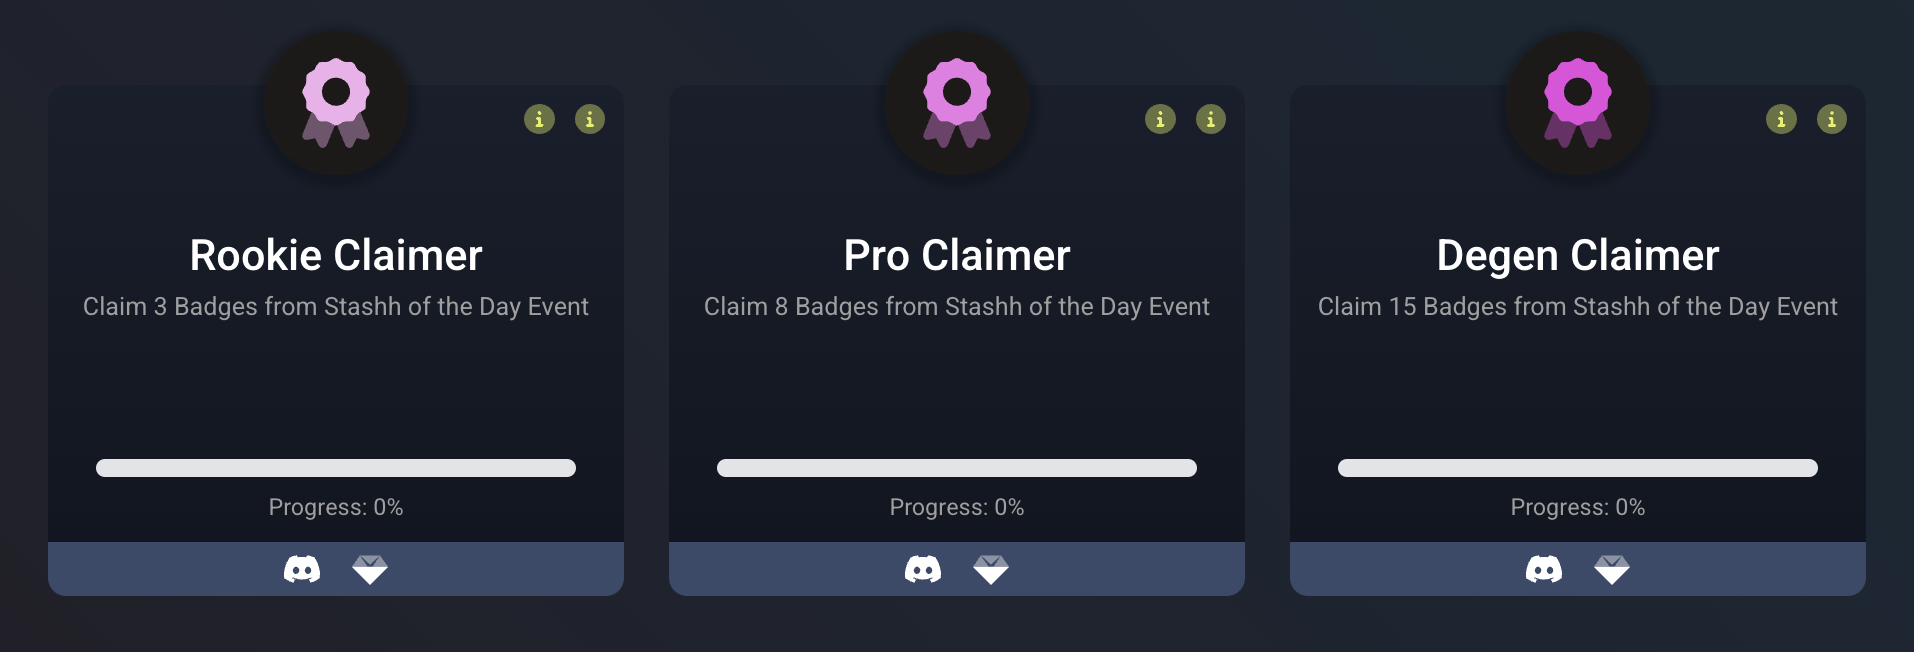 Rookie Claimer
Claim 3 Badges from Stashh of the Day Event
Progress: 0%
Pro Claimer
Claim 8 Badges from Stashh of the Day Event
Progress: 0%
Degen Claimer
Claim 15 Badges from Stashh of the Day Event
Progress: 0%